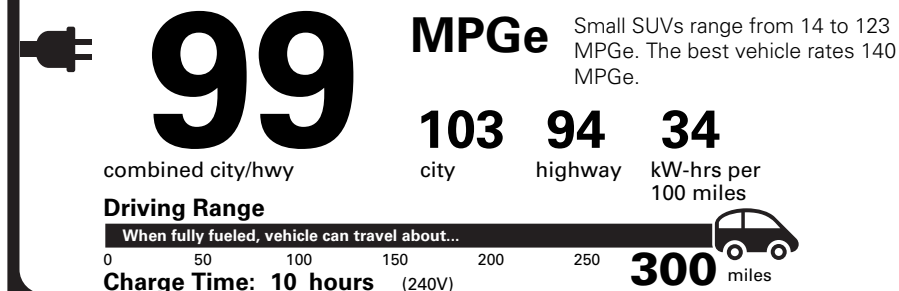 99
MPGe
Small SUVs range from 14 to 123
MPGe. The best vehicle rates 140
MPGe.
combined city/hwy
103
city
94
highway
34
kW-hrs per
100 miles
Driving Range
When fully fueled, vehicle can travel about...
0 50 100 150 200 250 300 miles
Charge Time: 10 hours (240V)